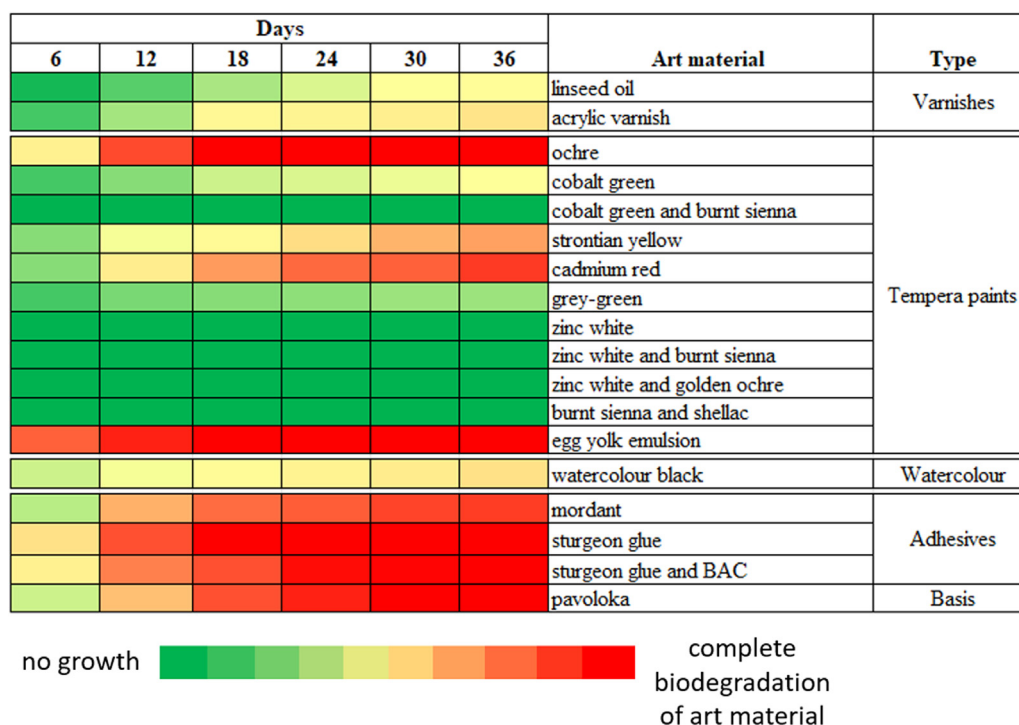 Days
6 12 18 24 30 36 Art material Type
linseed oil
Varnishes
acrylic varnish
ochre
cobalt green
cobalt green and burnt sienna
strontian yellow
cadmium red
grey-green
Tempera paints
zinc white
zinc white and burnt sienna
zinc white and golden ochre
burnt sienna and shellac
egg yolk emulsion
watercolour black Watercolour
mordant
sturgeon glue
Adhesives
sturgeon glue and BAC
pavoloka Basis
no growth
complete
biodegradation
of art material